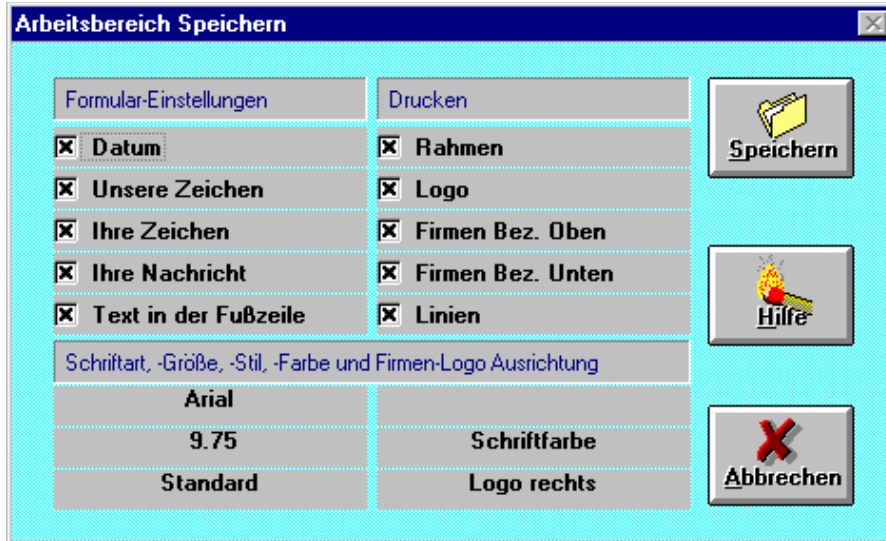 Arbeitsbereich Speichern
Formular-Einstellungen
Drucken
Datum
Rahmen
Unsere Zeichen
Logo
Ihre Zeichen
Firmen Bez. Oben
Ihre Nachricht
Firmen Bez. Unten
Text in der Fußzeile
Linien
Schriftart, -Größe, -Stil, -Farbe und Firmen-Logo Ausrichtung
Arial
9.75
Schriftfarbe
Standard
Logo rechts
Speichern
Hilfe
Abbrechen